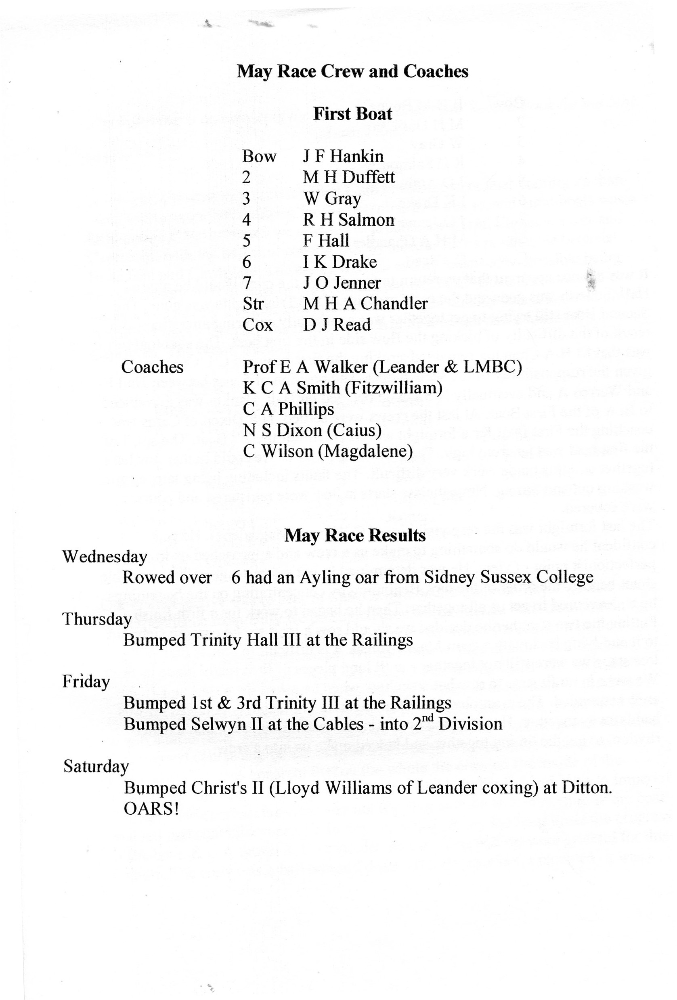 May Race Crew and Coaches
First Boat
Bow J F Hankin
2 M H Duffett
3 W Gray
4 R H Salmon
5 F Hall
6 I K Drake
7 J O Jenner
Str M H A Chandler
Cox D J Read
Coaches Prof E A Walker (Leander & LMBC)
K C A Smith (Fitzwilliam)
C A Phillips
N S Dixon (Caius)
C Wilson (Magdalene)
May Race Results
Wednesday
Rowed over 6 had an Ayling oar from Sidney Sussex College
Thursday
Bumped Trinity Hall III at the Railings
Friday
Bumped 1st & 3rd Trinity III at the Railings
Bumped Selwyn II at the Cables - into 2nd Division
Saturday
Bumped Christ's II (Lloyd Williams of Leander coxing) at Ditton.
OARS!